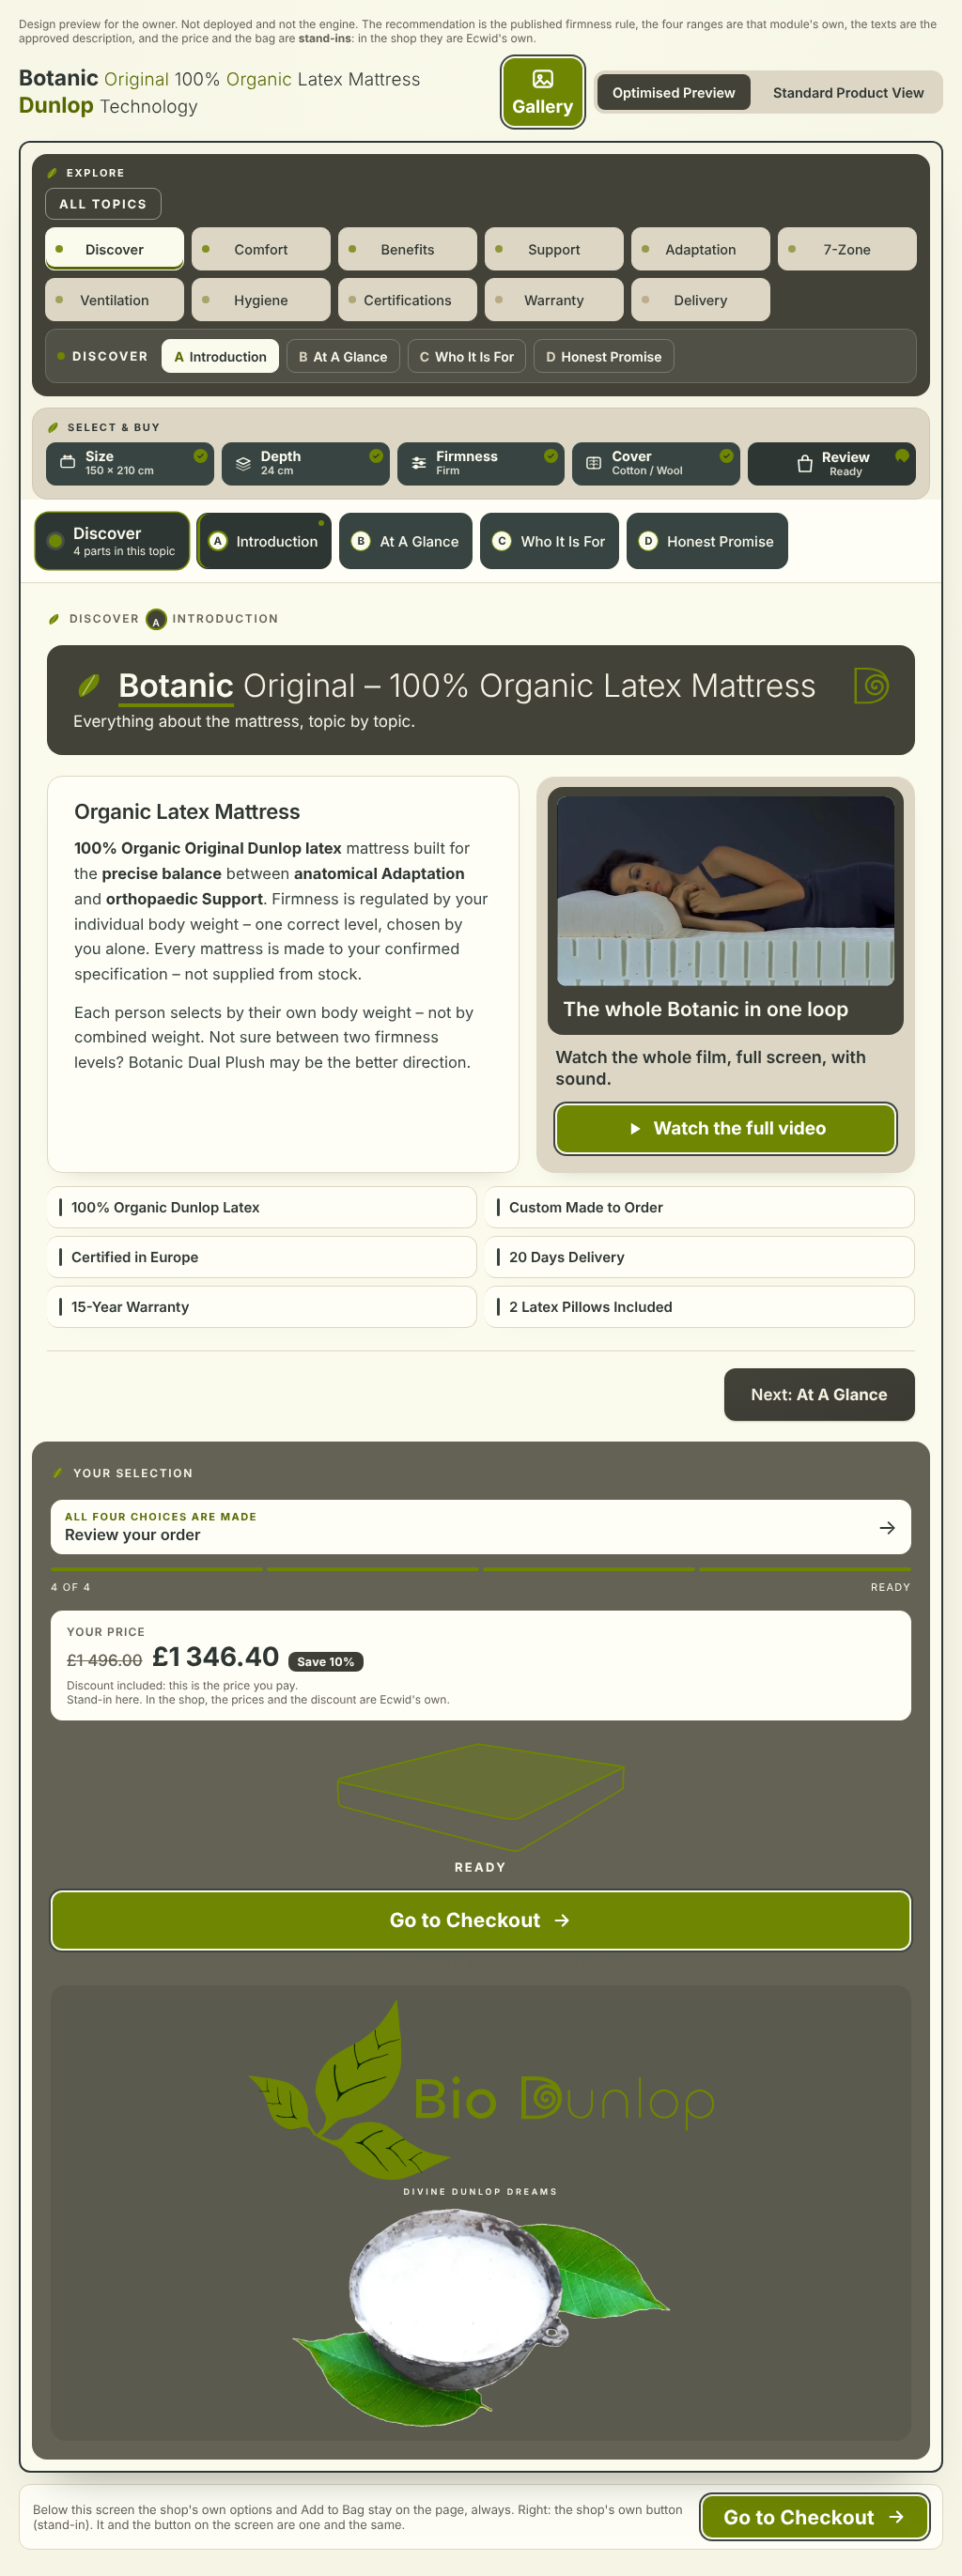 Design preview for the owner. Not deployed and not the engine. The recommendation is the published firmness rule, the four ranges are that module's own, the texts are the
approved description, and the price and the bag are stand-ins: in the shop they are Ecwid's own.
Botanic Original 100% Organic Latex Mattress
Dunlop Technology
Gallery
Optimised Preview
Standard Product View
EXPLORE
ALL TOPICS
Discover
Comfort
Benefits
Support
Adaptation
7-Zone
Ventilation
Hygiene
Certifications
Warranty
Delivery
DISCOVER
A Introduction
B At A Glance
C Who It Is For
D Honest Promise
SELECT & BUY
Size
150 × 210 cm
Depth
24 cm
Firmness
Firm
Cover
Cotton / Wool
Review
Ready
Discover
4 parts in this topic
A Introduction
B At A Glance
C Who It Is For
D Honest Promise
DISCOVER A INTRODUCTION
Botanic Original – 100% Organic Latex Mattress
Everything about the mattress, topic by topic.
Organic Latex Mattress
100% Organic Original Dunlop latex mattress built for
the precise balance between anatomical Adaptation
and orthopaedic Support. Firmness is regulated by your
individual body weight – one correct level, chosen by
you alone. Every mattress is made to your confirmed
specification – not supplied from stock.
Each person selects by their own body weight – not by
combined weight. Not sure between two firmness
levels? Botanic Dual Plush may be the better direction.
The whole Botanic in one loop
Watch the whole film, full screen, with
sound.
Watch the full video
100% Organic Dunlop Latex
Custom Made to Order
Certified in Europe
20 Days Delivery
15-Year Warranty
2 Latex Pillows Included
Next: At A Glance
YOUR SELECTION
ALL FOUR CHOICES ARE MADE
Review your order
4 OF 4
READY
YOUR PRICE
£1 496.00 £1 346.40 Save 10%
Discount included: this is the price you pay.
Stand-in here. In the shop, the prices and the discount are Ecwid's own.
READY
Go to Checkout
Bio Dunlop
DIVINE DUNLOP DREAMS
Below this screen the shop's own options and Add to Bag stay on the page, always. Right: the shop's own button
(stand-in). It and the button on the screen are one and the same.
Go to Checkout